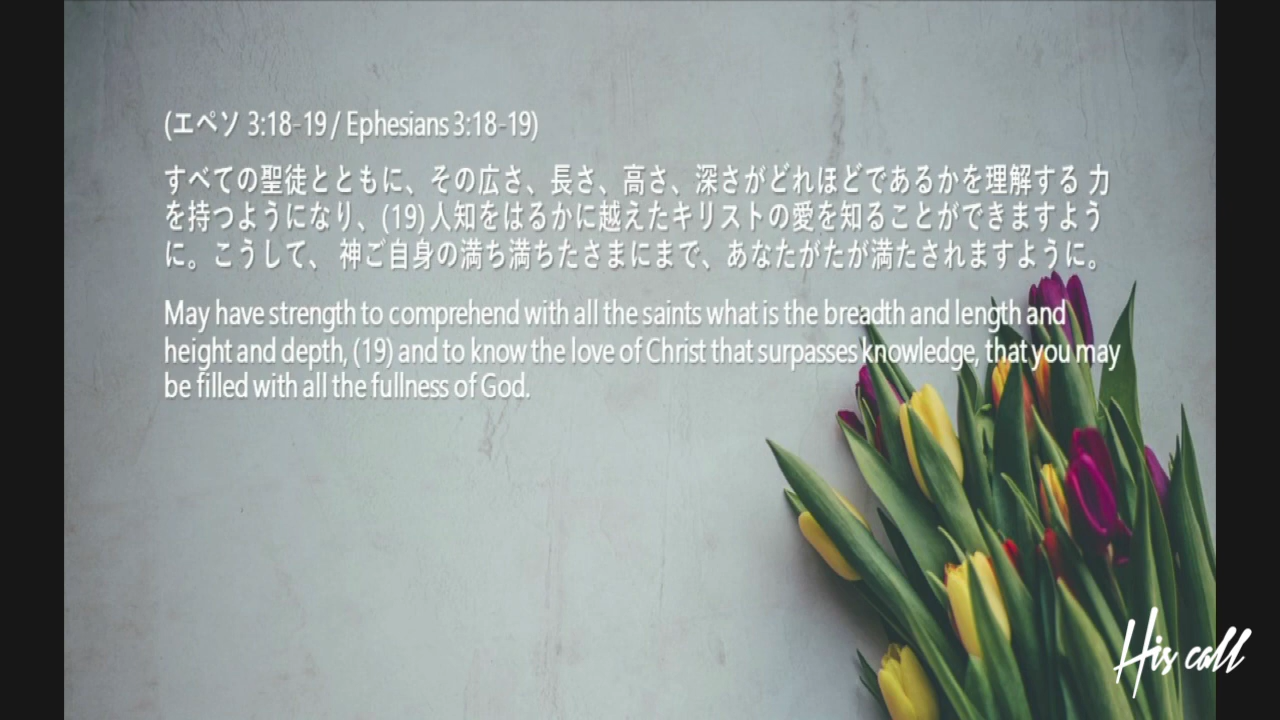 (エペソ 3:18-19 / Ephesians 3:18-19)
すべての聖徒とともに、その広さ、長さ、高さ、深さがどれほどであるかを理解する 力
を持つようになり、(19) 人知をはるかに越えたキリストの愛を知ることができますよう
に。こうして、 神ご自身の満ち満ちたさまにまで、あなたがたが満たされますように。
May have strength to comprehend with all the saints what is the breadth and length and
height and depth, (19) and to know the love of Christ that surpasses knowledge, that you may
be filled with all the fullness of God.
His call